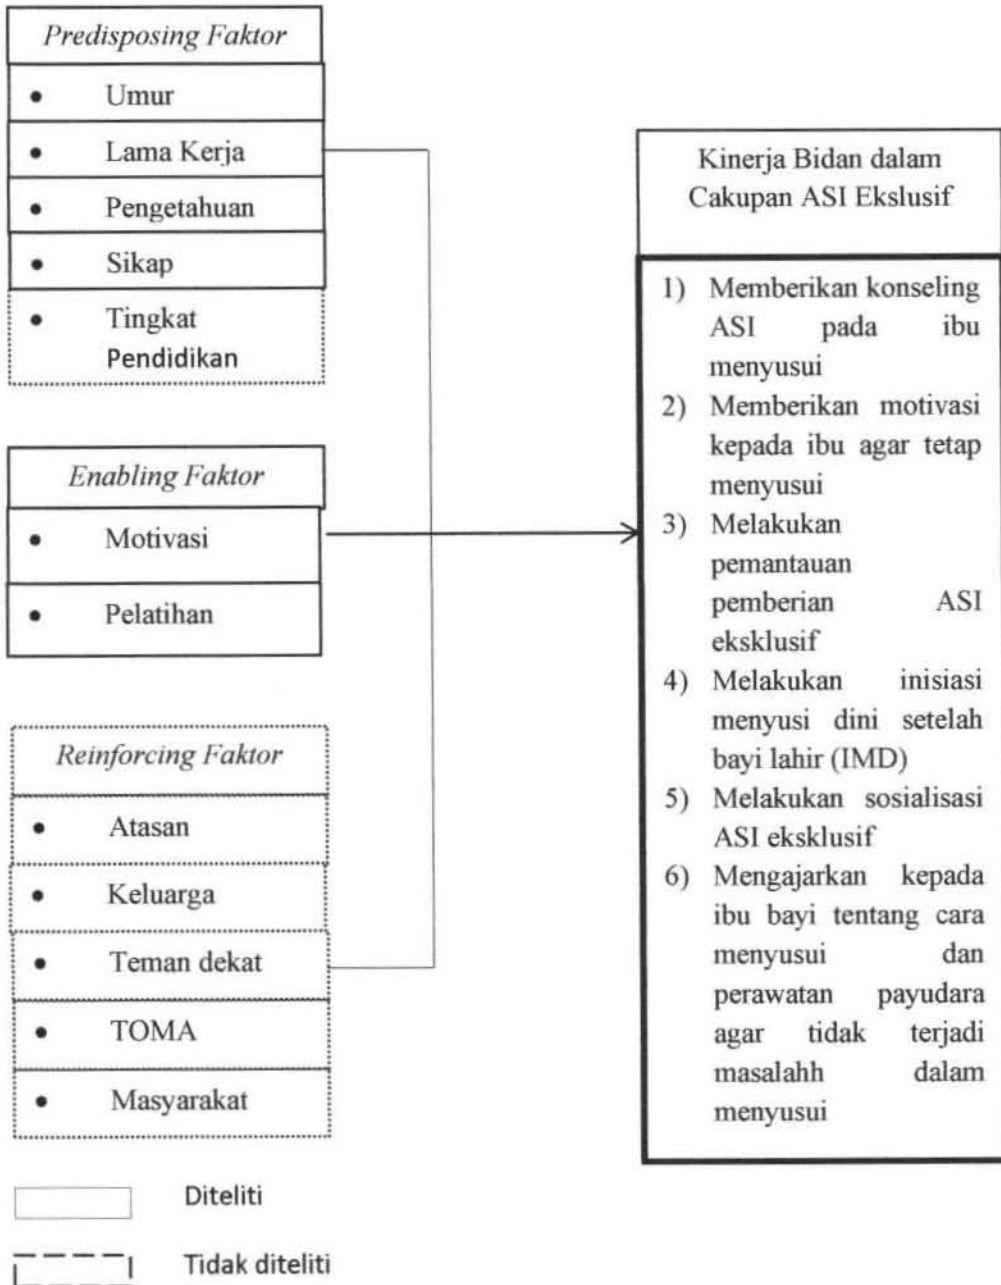 Predisposing Faktor
• Umur
• Lama Kerja
• Pengetahuan
• Sikap
• Tingkat
Pendidikan
Enabling Faktor
• Motivasi
• Pelatihan
Reinforcing Faktor
• Atasan
• Keluarga
• Teman dekat
• TOMA
• Masyarakat
Kinerja Bidan dalam
Cakupan ASI Ekslusif
1) Memberikan konseling
ASI pada ibu
menyusui
2) Memberikan motivasi
kepada ibu agar tetap
menyusui
3) Melakukan
pemantauan
pemberian ASI
eksklusif
4) Melakukan inisiasi
menyusi dini setelah
bayi lahir (IMD)
5) Melakukan sosialisasi
ASI eksklusif
6) Mengajarkan kepada
ibu bayi tentang cara
menyusui dan
perawatan payudara
agar tidak terjadi
masalahh dalam
menyusui
Diteliti
Tidak diteliti